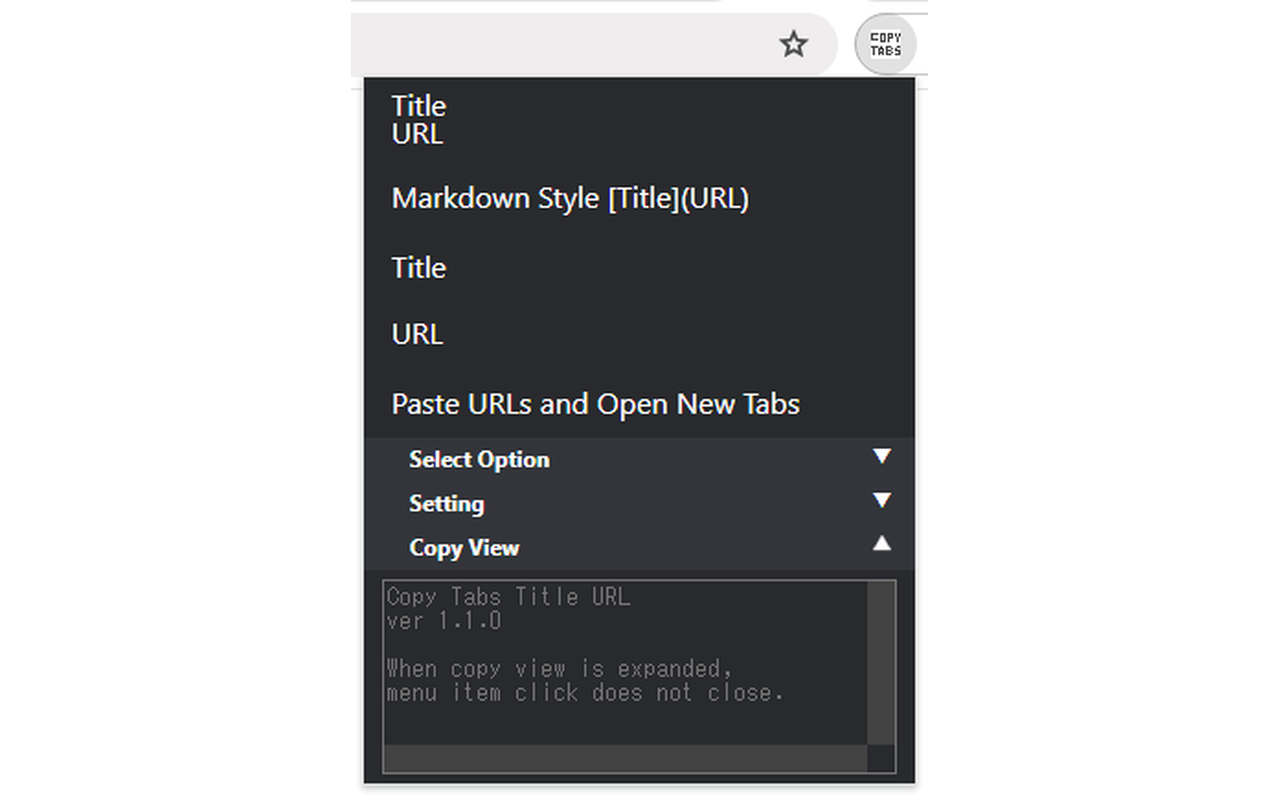 COPY
TABS
Title
URL
Markdown Style [Title](URL)
Title
URL
Paste URLs and Open New Tabs
Select Option
Setting
Copy View
Copy Tabs Title URL
ver 1.1.0
When copy view is expanded,
menu item click does not close.